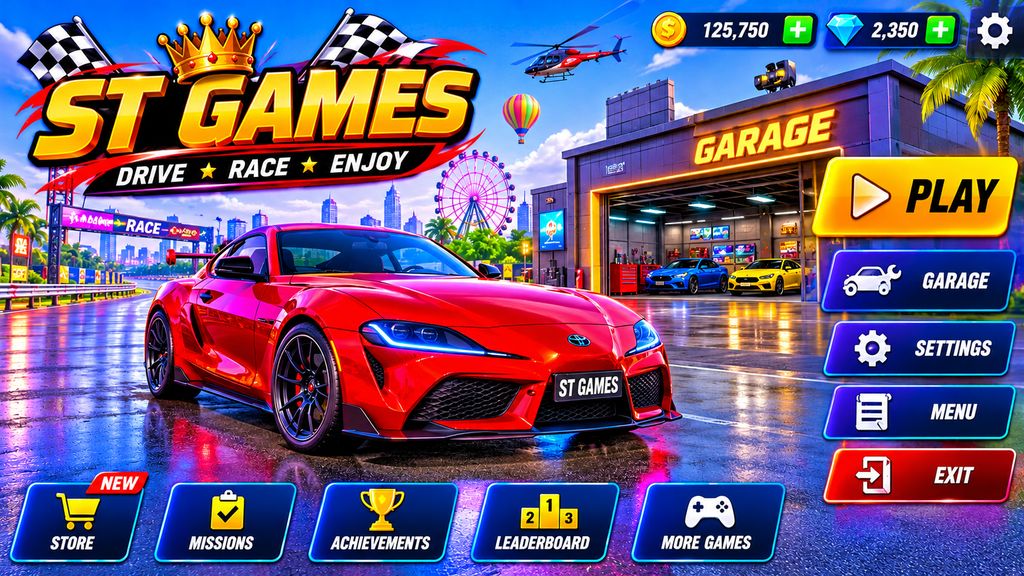 ST GAMES
DRIVE ★ RACE ★ ENJOY
125,750
2,350
GARAGE
RACE
PLAY
GARAGE
SETTINGS
MENU
EXIT
ST GAMES
NEW
STORE
MISSIONS
ACHIEVEMENTS
1
2 3
LEADERBOARD
MORE GAMES